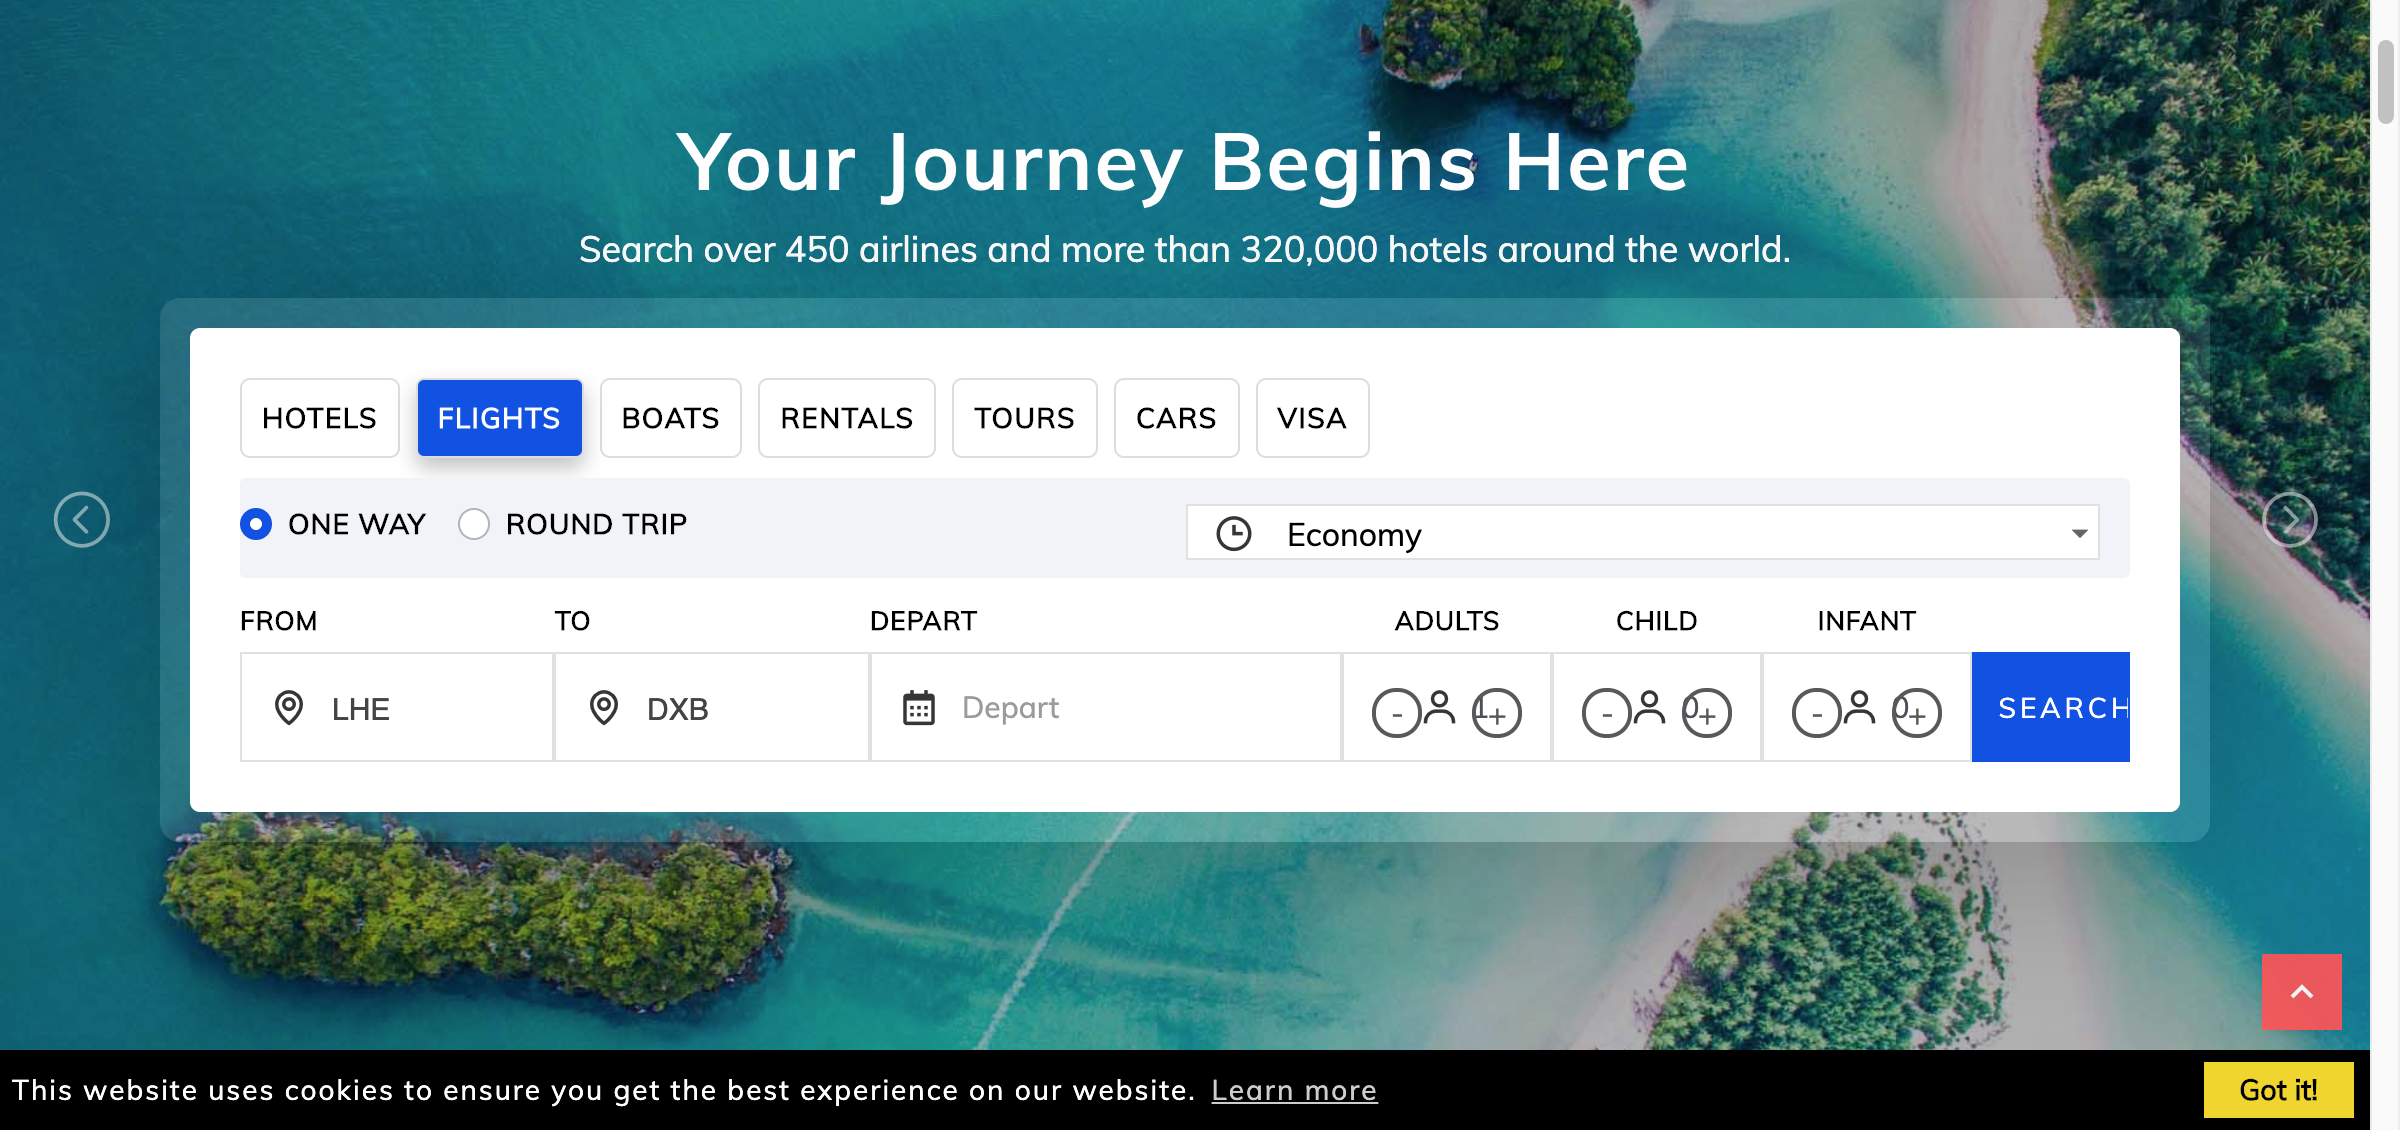 Your Journey Begins Here
Search over 450 airlines and more than 320,000 hotels around the world.
HOTELS FLIGHTS BOATS RENTALS TOURS CARS VISA
ONE WAY ROUND TRIP Economy
FROM TO DEPART ADULTS CHILD INFANT
LHE DXB Depart - 1+ - 0+ - 0+ SEARCH
This website uses cookies to ensure you get the best experience on our website. Learn more Got it!